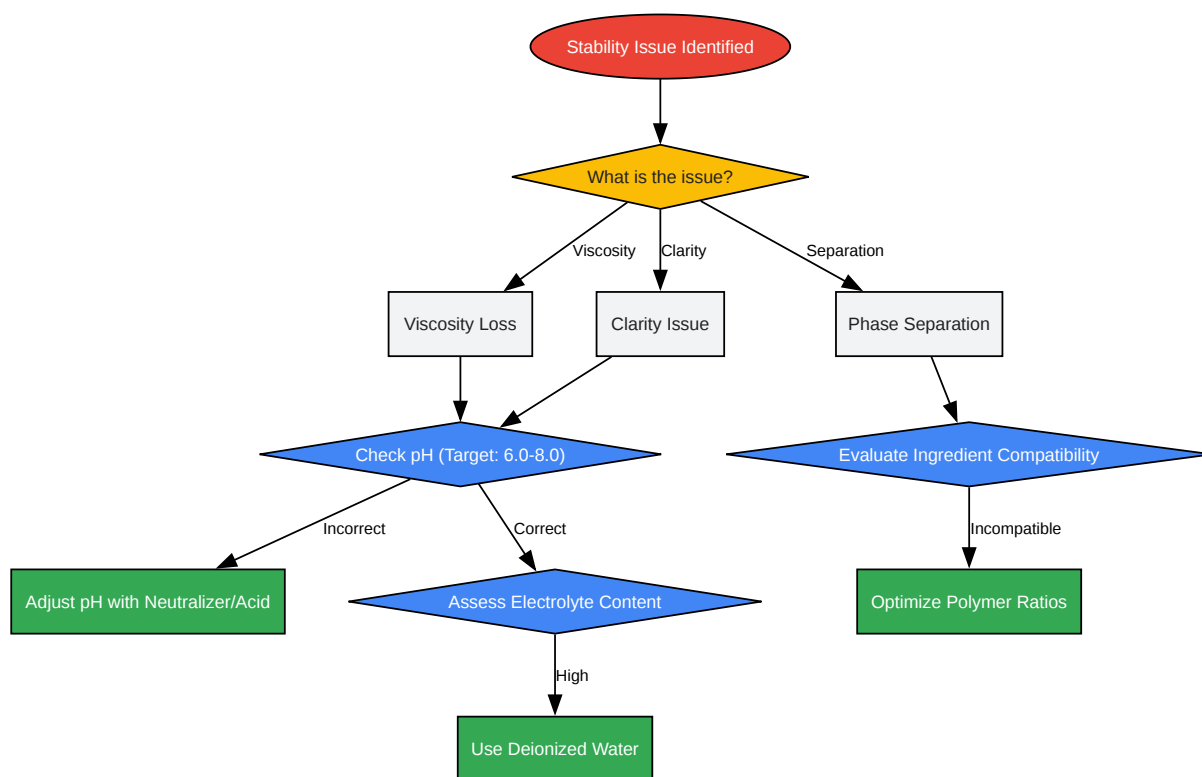 Stability Issue Identified
What is the issue?
Viscosity
Clarity
Separation
Viscosity Loss
Clarity Issue
Phase Separation
Check pH (Target: 6.0-8.0)
Evaluate Ingredient Compatibility
Incorrect
Correct
Incompatible
Adjust pH with Neutralizer/Acid
Assess Electrolyte Content
Optimize Polymer Ratios
High
Use Deionized Water